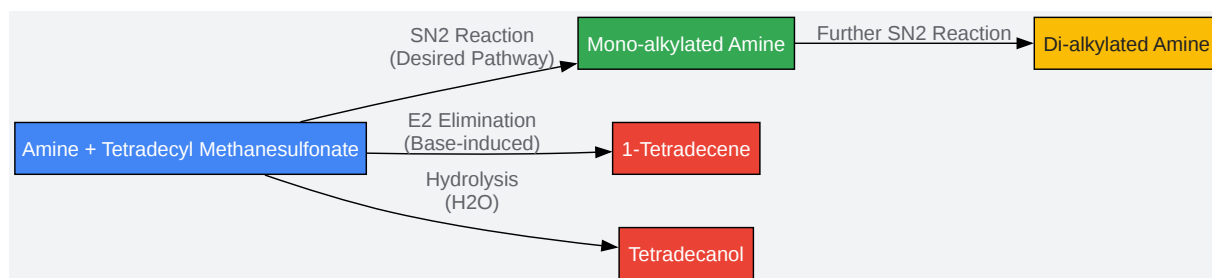 SN2 Reaction
(Desired Pathway)
Mono-alkylated Amine
Further SN2 Reaction
Di-alkylated Amine
Amine + Tetradecyl Methanesulfonate
E2 Elimination
(Base-induced)
1-Tetradecene
Hydrolysis
(H2O)
Tetradecanol